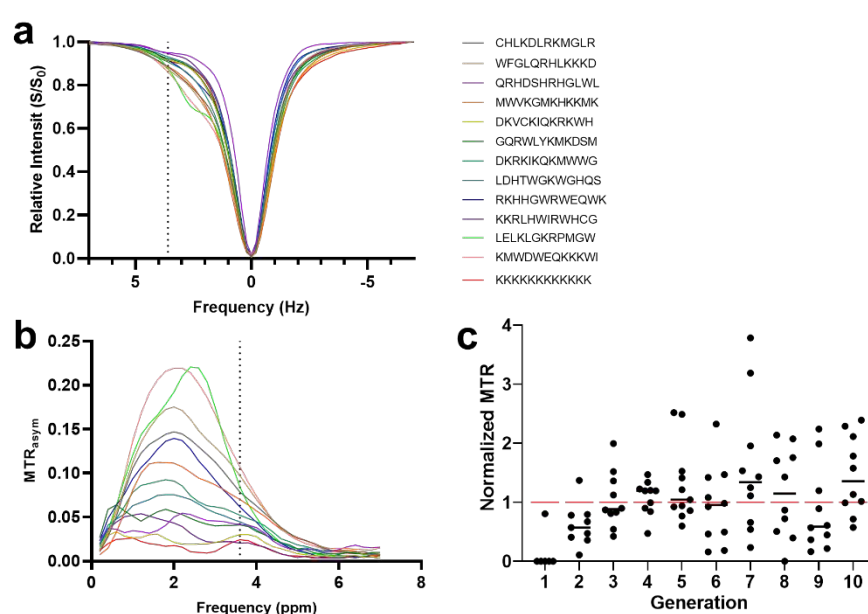 a
Relative Intensit (S/S0)
1.0
0.8
0.6
0.4
0.2
0.0
5
0
-5
Frequency (Hz)
CHLKDLRKMGLR
WFGLQRHLKKKD
QRHDSHRHGLWL
MWVKGMKHKKMK
DKVCKIQKRKWH
GQRWLYKMKDSM
DKRKIKQKMWWG
LDHTWGKWGHQS
RKHHGWRWEQWK
KKRLHWIRWHCG
LELKLGKRPMGW
KMWDWEQKKKWI
KKKKKKKKKKKK
b
MTRasym
0.25
0.20
0.15
0.10
0.05
0.00
0
2
4
6
8
Frequency (ppm)
c
Normalized MTR
4
3
2
1
0
1 2 3 4 5 6 7 8 9 10
Generation